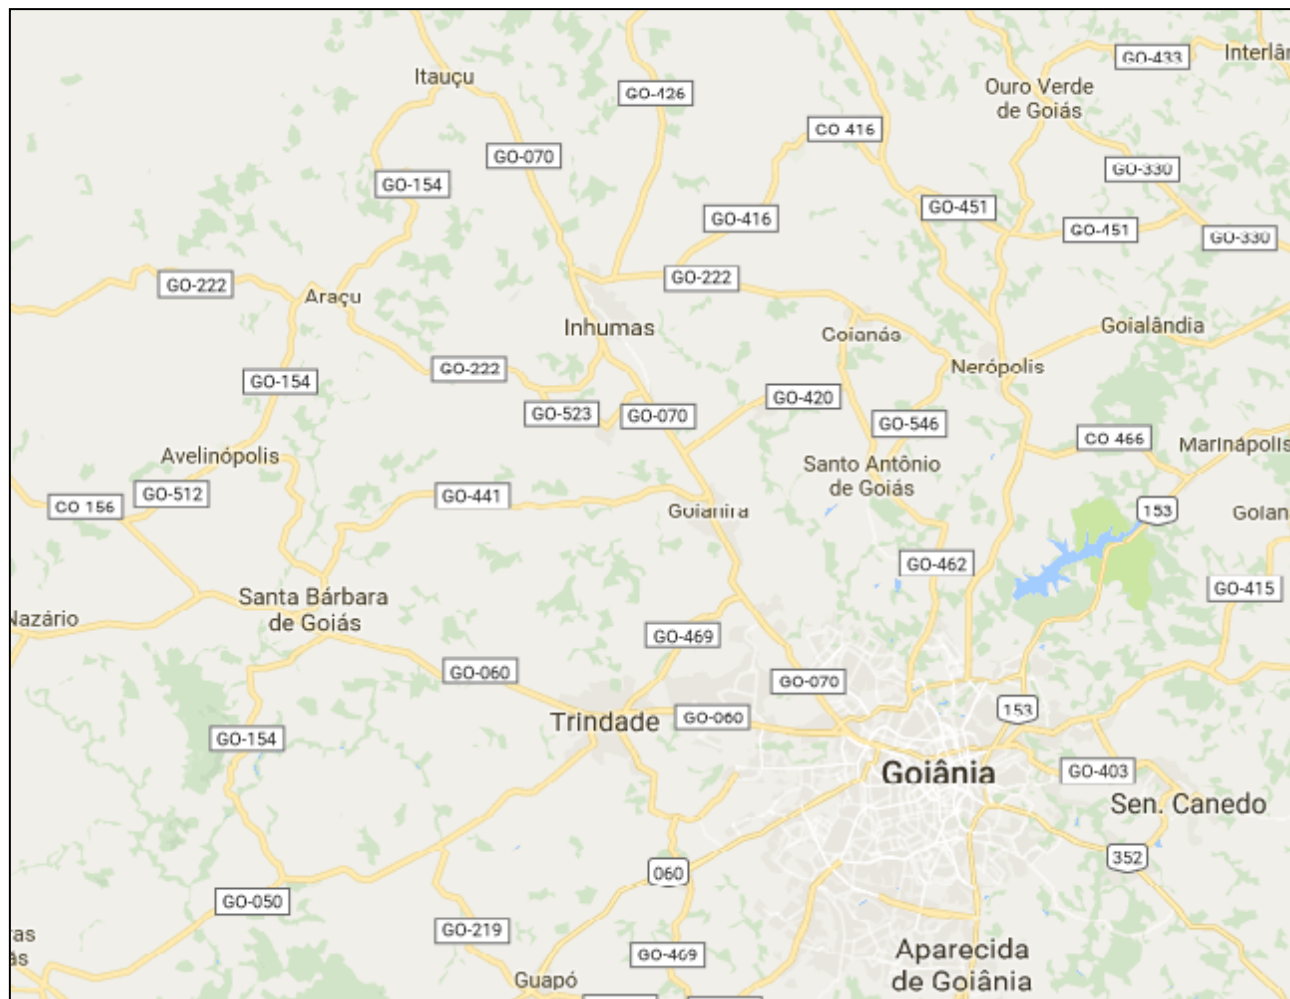 GO-433
Interlân
Itauçu
Ouro Verde
de Goiás
GO-426
CO 416
GO-070
GO-330
GO-154
GO-451
GO-416
GO-451
GO-330
GO-222
GO-222
Araçu
Inhumas
Goianás
Goialândia
GO-222
Nerópolis
GO-154
GO-420
GO-523
GO-070
GO-546
CO 466
Marinápolis
Avelinópolis
Santo Antônio
de Goiás
GO-512
GO-441
CO 156
Goianira
153
Goian
GO-462
GO-415
Santa Bárbara
de Goiás
Nazário
GO-469
GO-060
GO-070
153
Trindade
GO-060
GO-154
Goiânia
GO-403
Sen. Canedo
352
060
GO-050
GO-219
ras
ás
GO-469
Aparecida
de Goiânia
Guapó